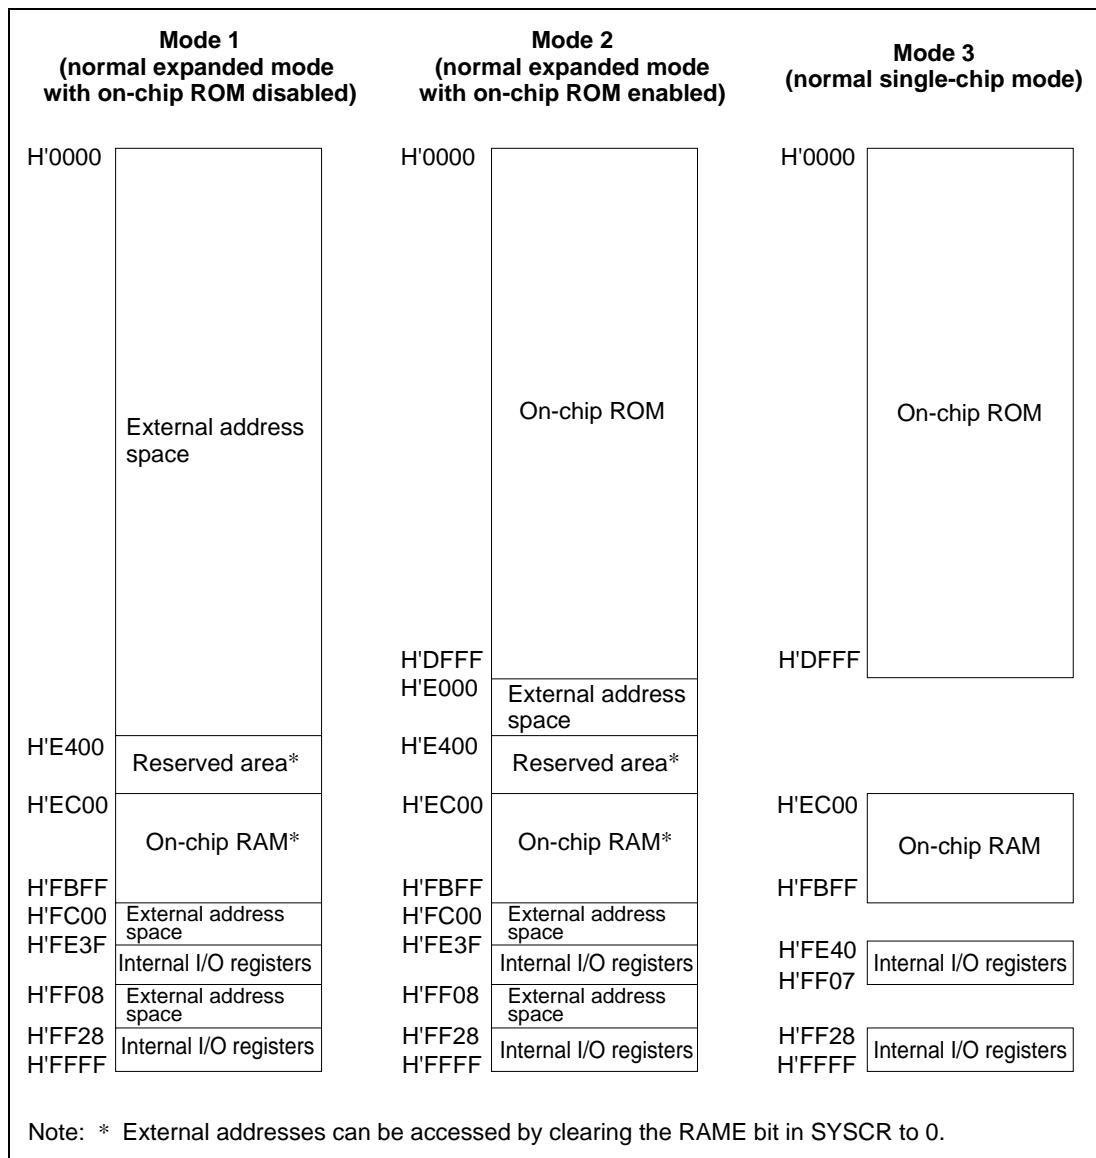 Mode 1
(normal expanded mode
with on-chip ROM disabled)
H'0000
External address
space
H'E400
Reserved area*
H'EC00
On-chip RAM*
H'FBFF
H'FC00
External address
space
H'FE3F
Internal I/O registers
H'FF08
External address
space
H'FF28
Internal I/O registers
H'FFFF
Mode 2
(normal expanded mode
with on-chip ROM enabled)
H'0000
On-chip ROM
H'DFFF
H'E000
External address
space
H'E400
Reserved area*
H'EC00
On-chip RAM*
H'FBFF
H'FC00
External address
space
H'FE3F
Internal I/O registers
H'FF08
External address
space
H'FF28
Internal I/O registers
H'FFFF
Mode 3
(normal single-chip mode)
H'0000
On-chip ROM
H'DFFF
H'EC00
On-chip RAM
H'FBFF
H'FE40
Internal I/O registers
H'FF07
H'FF28
Internal I/O registers
H'FFFF
Note: * External addresses can be accessed by clearing the RAME bit in SYSCR to 0.